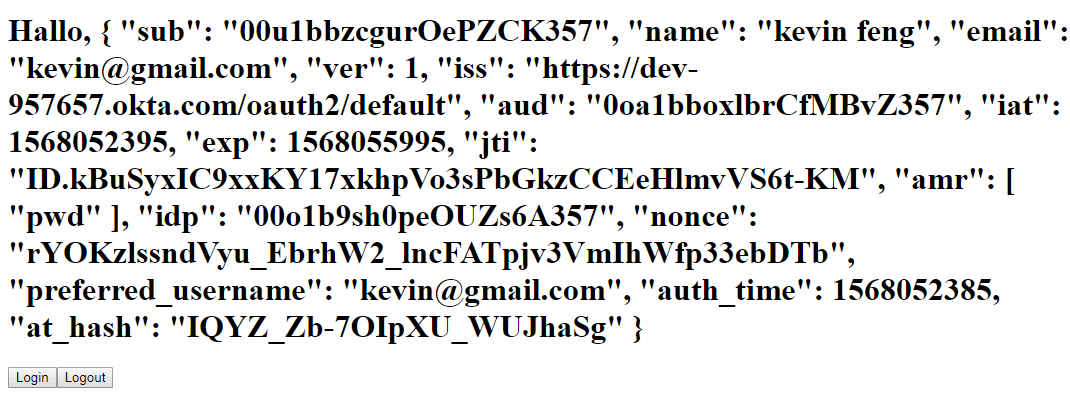 Hallo, { "sub": "00u1bbzcgurOePZCK357", "name": "kevin feng", "email":
"kevin@gmail.com", "ver": 1, "iss": "https://dev-
957657.okta.com/oauth2/default", "aud": "0oa1bboxlbrCfMBvZ357", "iat":
1568052395, "exp": 1568055995, "jti":
"ID.kBuSyxIC9xxKY17xkhpVo3sPbGkzCCEeHlmvVS6t-KM", "amr": [
"pwd" ], "idp": "00o1b9sh0peOUZs6A357", "nonce":
"rYOKzlssndVyu_EbrhW2_lncFATpjv3VmIhWfp33ebDTb",
"preferred_username": "kevin@gmail.com", "auth_time": 1568052385,
"at_hash": "IQYZ_Zb-7OIpXU_WUJhaSg" }
Login Logout